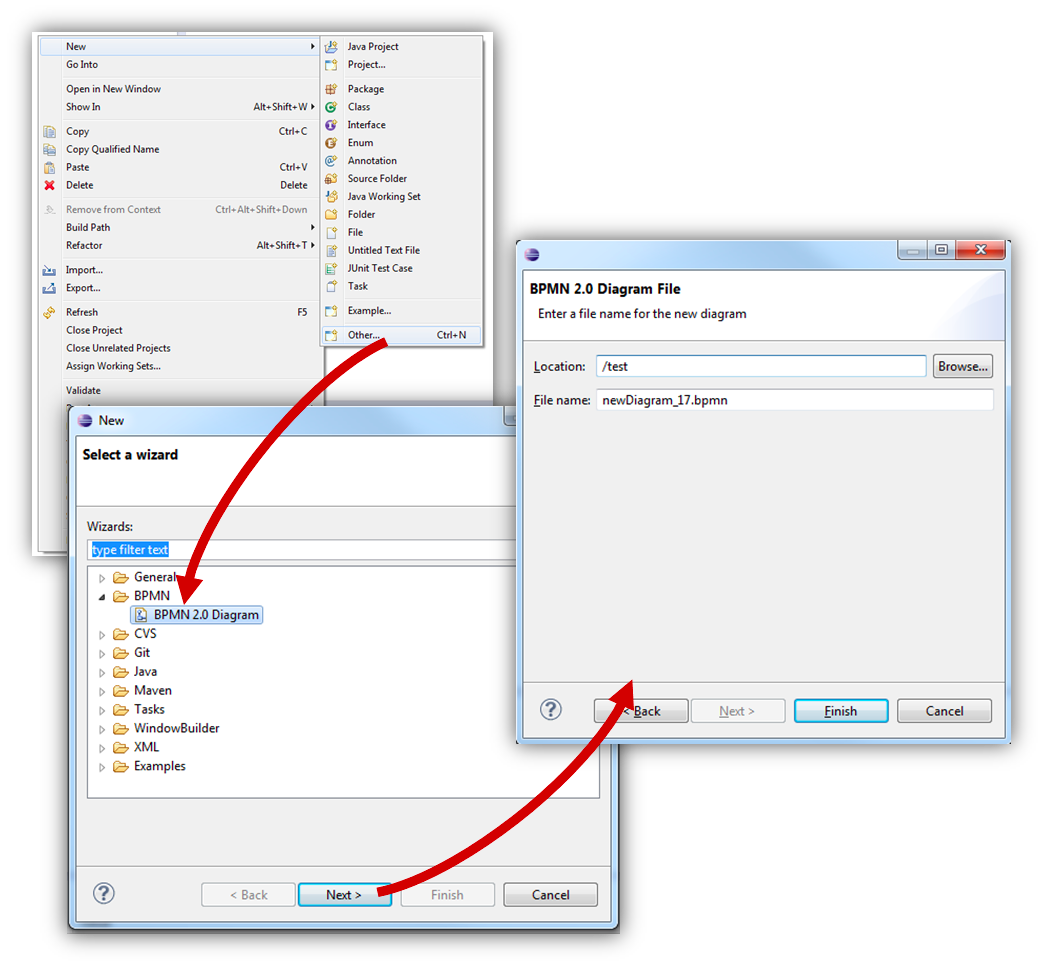 New
Go Into
Open in New Window
Show In Alt+Shift+W
Copy Ctrl+C
Copy Qualified Name
Paste Ctrl+V
Delete Delete
Remove from Context Ctrl+Alt+Shift+Down
Build Path
Refactor Alt+Shift+T
Import...
Export...
Refresh F5
Close Project
Close Unrelated Projects
Assign Working Sets...
Validate
Java Project
Project...
Package
Class
Interface
Enum
Annotation
Source Folder
Java Working Set
Folder
File
Untitled Text File
JUnit Test Case
Task
Example...
Other... Ctrl+N
New
Select a wizard
Wizards:
type filter text
General
BPMN
BPMN 2.0 Diagram
CVS
Git
Java
Maven
Tasks
WindowBuilder
XML
Examples
< Back Next > Finish Cancel
BPMN 2.0 Diagram File
Enter a file name for the new diagram
Location: /test Browse...
File name: newDiagram_17.bpmn
< Back Next > Finish Cancel